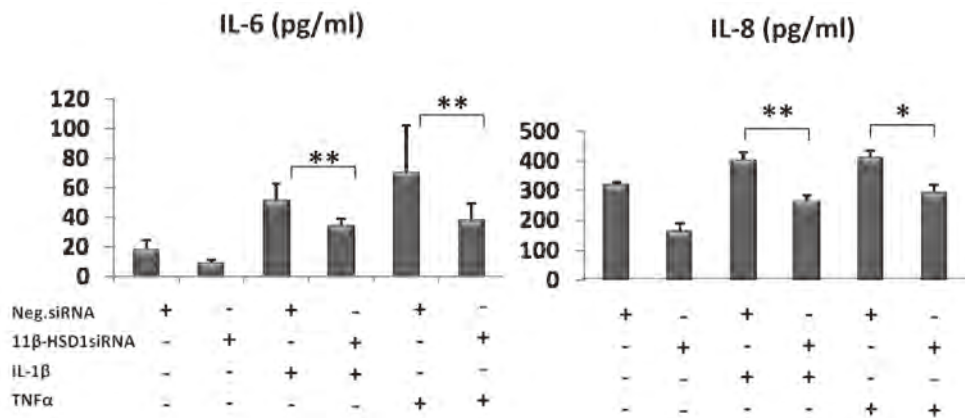 IL-6 (pg/ml)
IL-8 (pg/ml)
**
**
120
100
80
60
40
20
0
**
*
500
400
300
200
100
0
Neg.siRNA + - + - + - + - + - + -
11β-HSD1siRNA - + - + - + - + - + - +
IL-1β - - + + - - - - + + - -
TNFα - - - - + + - - - - + +